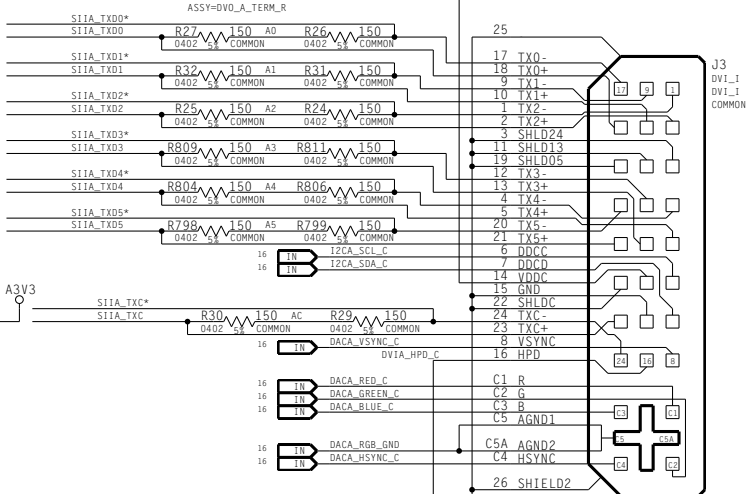 ASSY=DVO_A_TERM_R
SIIA_TXD0*
SIIA_TXD0 R27 150 A0 R26 150
0402 5% COMMON 0402 5% COMMON
SIIA_TXD1*
SIIA_TXD1 R32 150 A1 R31 150
0402 5% COMMON 0402 5% COMMON
SIIA_TXD2*
SIIA_TXD2 R25 150 A2 R24 150
0402 5% COMMON 0402 5% COMMON
SIIA_TXD3*
SIIA_TXD3 R809 150 A3 R811 150
0402 5% COMMON 0402 5% COMMON
SIIA_TXD4*
SIIA_TXD4 R804 150 A4 R806 150
0402 5% COMMON 0402 5% COMMON
SIIA_TXD5*
SIIA_TXD5 R798 150 A5 R799 150
0402 5% COMMON 0402 5% COMMON
16 IN I2CA_SCL_C
16 IN I2CA_SDA_C
A3V3
SIIA_TXC*
SIIA_TXC R30 150 AC R29 150
0402 5% COMMON 0402 5% COMMON
16 IN DACA_VSYNC_C
DVIA_HPD_C
16 IN DACA_RED_C
16 IN DACA_GREEN_C
16 IN DACA_BLUE_C
16 IN DACA_RGB_GND
16 IN DACA_HSYNC_C
25
17 TX0-
18 TX0+
9 TX1-
10 TX1+
1 TX2-
2 TX2+
3 SHLD24
11 SHLD13
19 SHLD05
12 TX3-
13 TX3+
4 TX4-
5 TX4+
20 TX5-
21 TX5+
6 DDCC
7 DDCD
14 VDDC
15 GND
22 SHLDC
24 TXC-
23 TXC+
8 VSYNC
16 HPD
C1 R
C2 G
C3 B
C5 AGND1
C5A AGND2
C4 HSYNC
26 SHIELD2
J3
DVI_I
DVI_I
COMMON
17 9 1
24 16 8
C3 C1
C5 C5A
C4 C2